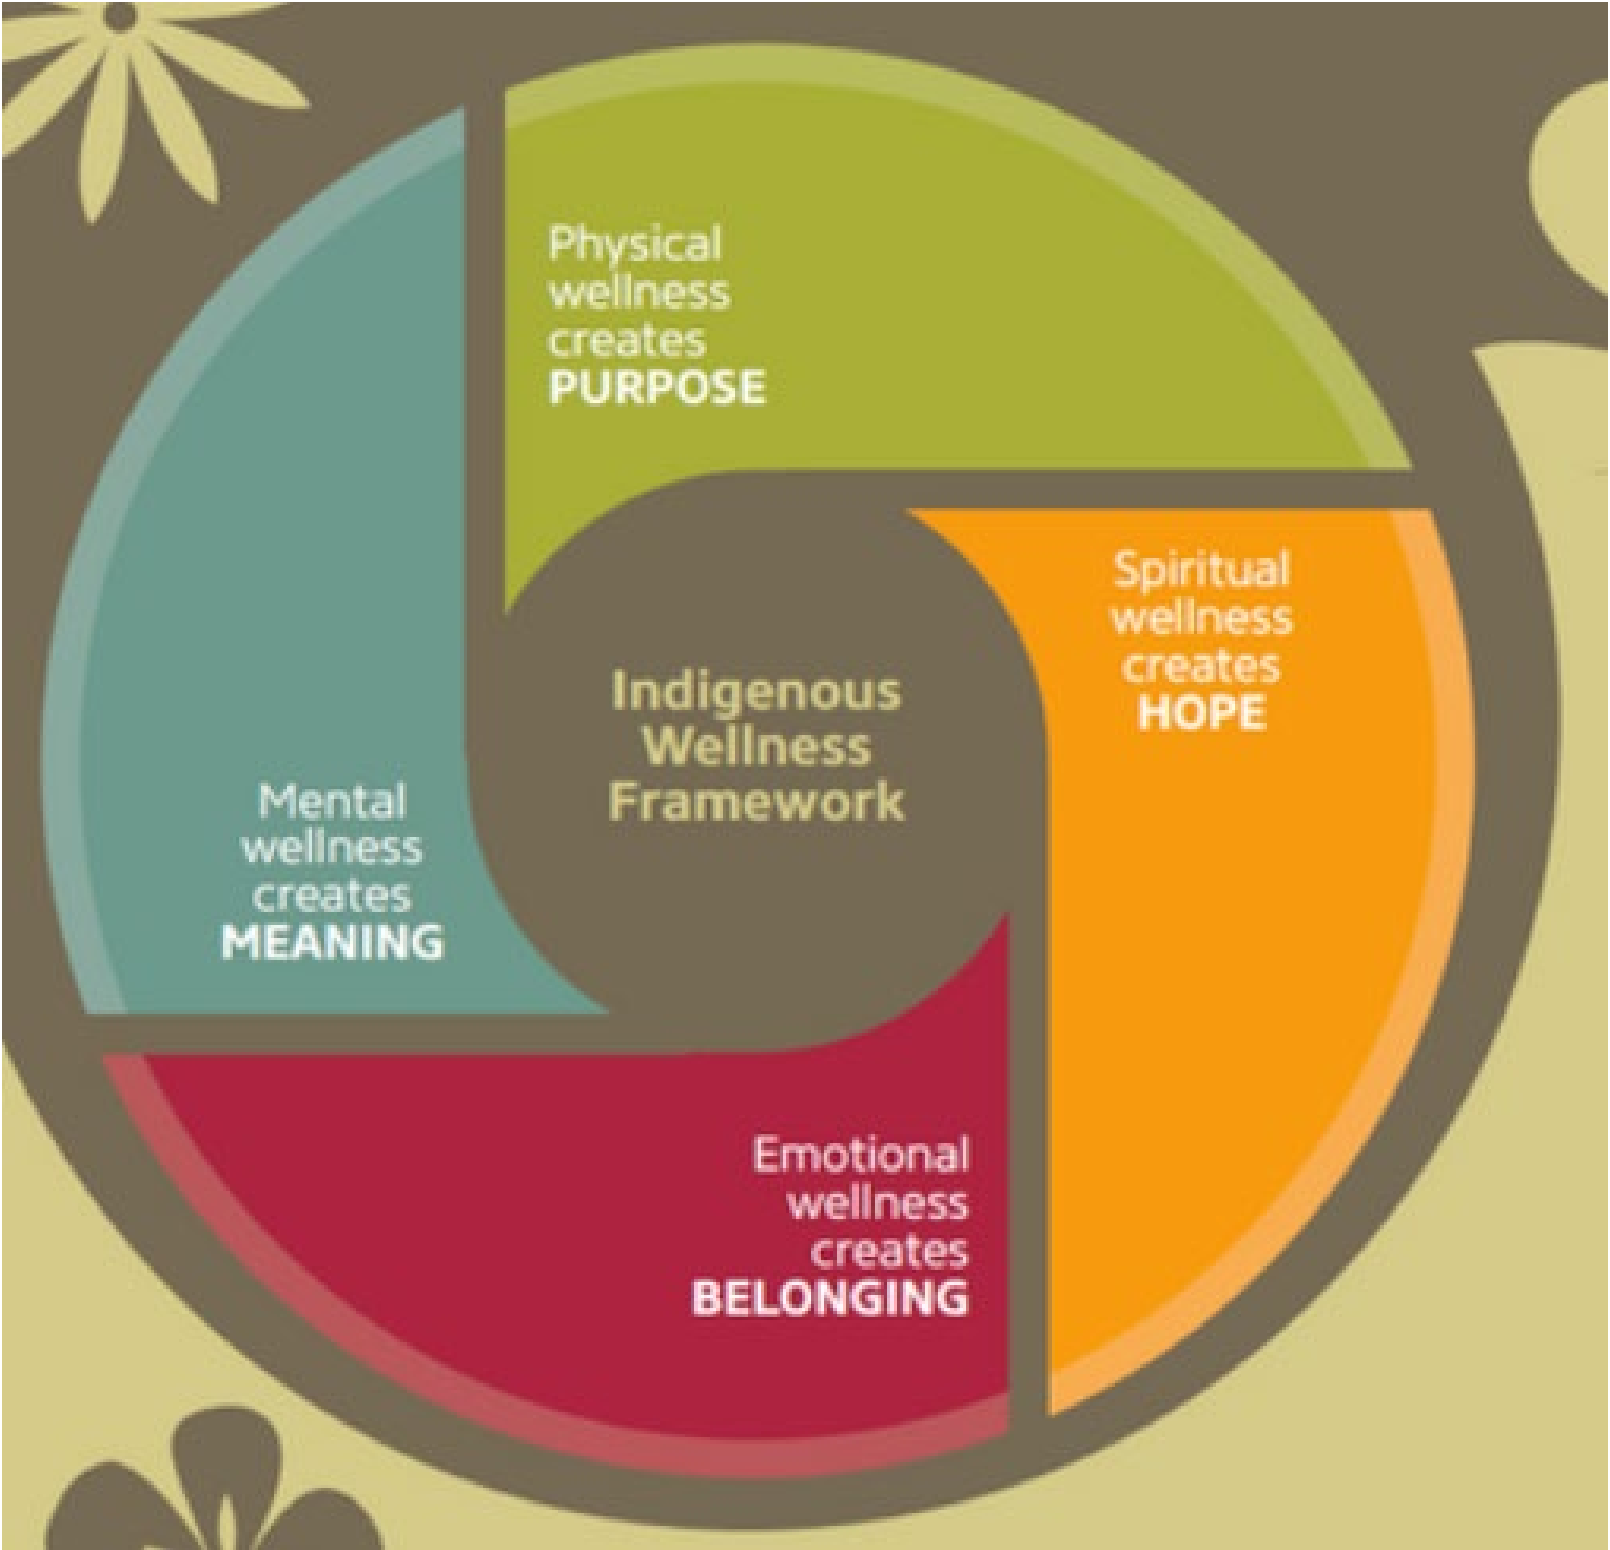 Physical
wellness
creates
PURPOSE
Spiritual
wellness
creates
HOPE
Indigenous
Wellness
Framework
Mental
wellness
creates
MEANING
Emotional
wellness
creates
BELONGING